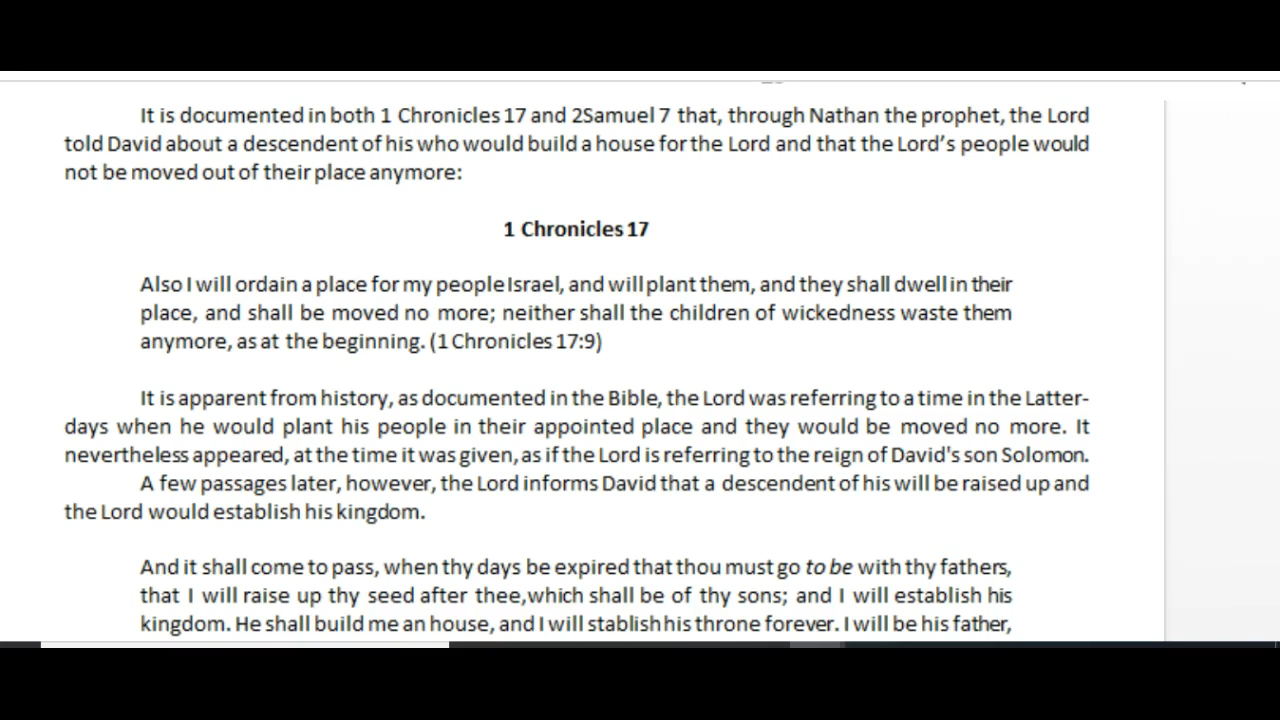 It is documented in both 1 Chronicles 17 and 2Samuel 7 that, through Nathan the prophet, the Lord
told David about a descendent of his who would build a house for the Lord and that the Lord's people would
not be moved out of their place anymore:
1 Chronicles 17
Also I will ordain a place for my people Israel, and will plant them, and they shall dwell in their
place, and shall be moved no more; neither shall the children of wickedness waste them
anymore, as at the beginning. (1 Chronicles 17:9)
It is apparent from history, as documented in the Bible, the Lord was referring to a time in the Latter-
days when he would plant his people in their appointed place and they would be moved no more. It
nevertheless appeared, at the time it was given, as if the Lord is referring to the reign of David's son Solomon.
A few passages later, however, the Lord informs David that a descendent of his will be raised up and
the Lord would establish his kingdom.
And it shall come to pass, when thy days be expired that thou must go to be with thy fathers,
that I will raise up thy seed after thee,which shall be of thy sons; and I will establish his
kingdom. He shall build me an house, and I will stablish his throne forever. I will be his father,